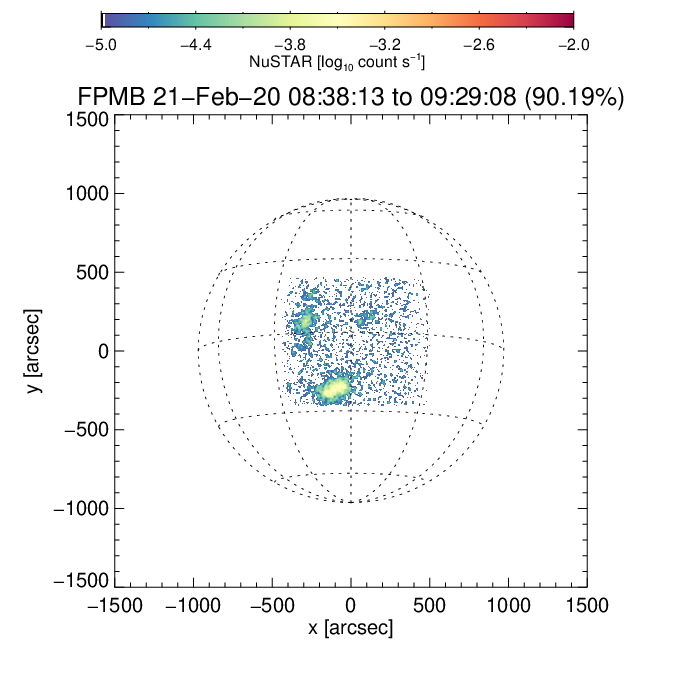 −5.0 −4.4 −3.8 −3.2 −2.6 −2.0
NuSTAR [log₁₀ count s⁻¹]
FPMB 21−Feb−20 08:38:13 to 09:29:08 (90.19%)
1500
1000
500
0
−500
−1000
−1500
y [arcsec]
−1500 −1000 −500 0 500 1000 1500
x [arcsec]